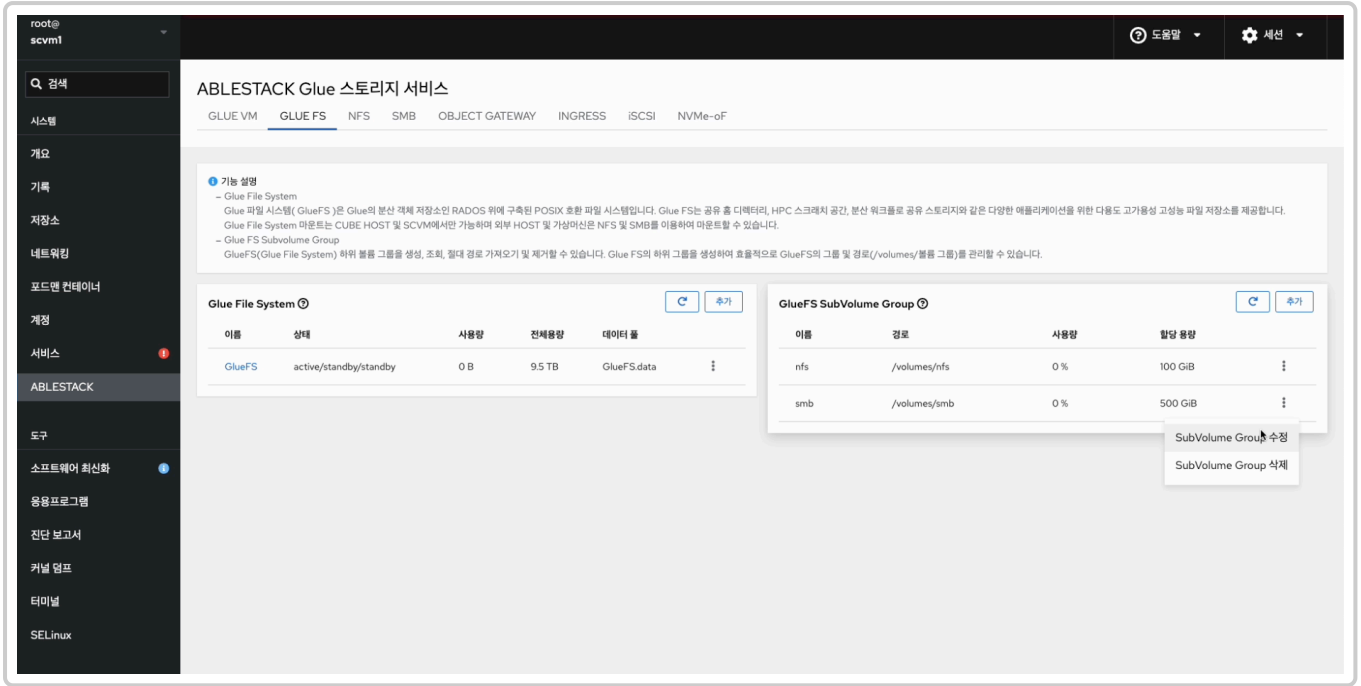 root@
scvm1
도움말
세션
검색
시스템
개요
기록
저장소
네트워킹
포드맨 컨테이너
계정
서비스
ABLESTACK
도구
소프트웨어 최신화
응용프로그램
진단 보고서
커널 덤프
터미널
SELinux
ABLESTACK Glue 스토리지 서비스
GLUE VM GLUE FS NFS SMB OBJECT GATEWAY INGRESS iSCSI NVMe-oF
기능 설명
– Glue File System
Glue 파일 시스템( GlueFS )은 Glue의 분산 객체 저장소인 RADOS 위에 구축된 POSIX 호환 파일 시스템입니다. Glue FS는 공유 홈 디렉터리, HPC 스크래치 공간, 분산 워크플로 공유 스토리지와 같은 다양한 애플리케이션을 위한 다용도 고가용성 고성능 파일 저장소를 제공합니다.
Glue File System 마운트는 CUBE HOST 및 SCVM에서만 가능하며 외부 HOST 및 가상머신은 NFS 및 SMB를 이용하여 마운트할 수 있습니다.
– Glue FS Subvolume Group
GlueFS(Glue File System) 하위 볼륨 그룹을 생성, 조회, 절대 경로 가져오기 및 제거할 수 있습니다. Glue FS의 하위 그룹을 생성하여 효율적으로 GlueFS의 그룹 및 경로(/volumes/볼륨 그룹)를 관리할 수 있습니다.
Glue File System 추가
이름 상태 사용량 전체용량 데이터 풀
GlueFS active/standby/standby 0 B 9.5 TB GlueFS.data
GlueFS SubVolume Group 추가
이름 경로 사용량 할당 용량
nfs /volumes/nfs 0 % 100 GiB
smb /volumes/smb 0 % 500 GiB
SubVolume Group 수정
SubVolume Group 삭제